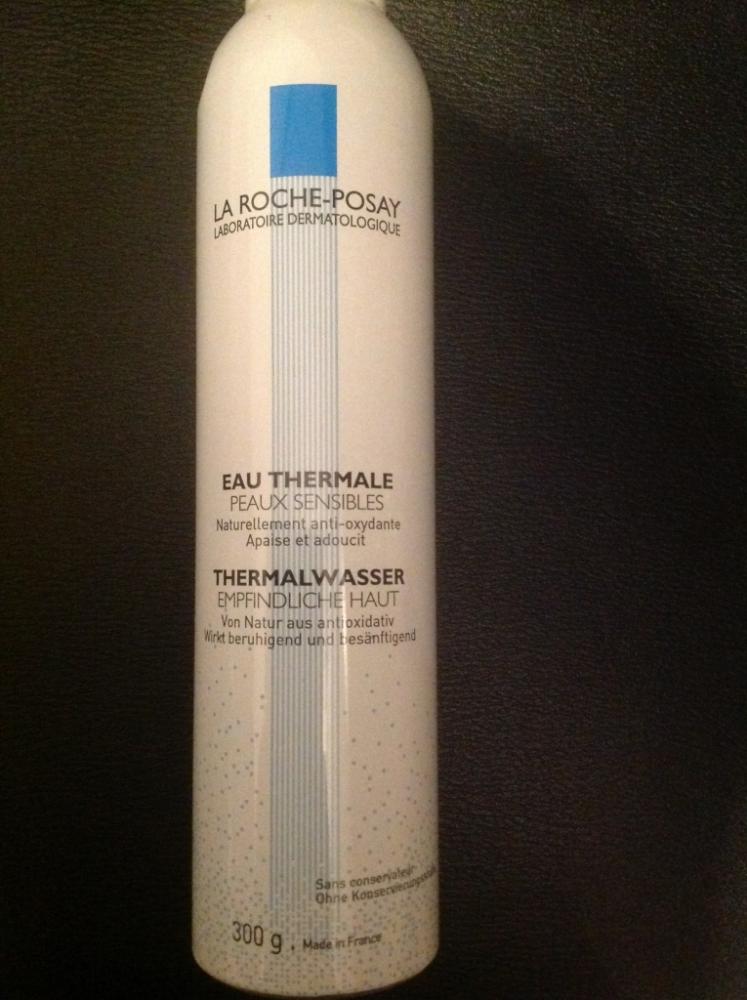 LA ROCHE-POSAY
LABORATOIRE DERMATOLOGIQUE
EAU THERMALE
PEAUX SENSIBLES
Naturellement anti-oxydante
Apaise et adoucit
THERMALWASSER
EMPFINDLICHE HAUT
Von Natur aus antioxidativ
Wirkt beruhigend und besänftigend
Sans conservateur
Ohne
300 g . Made in France